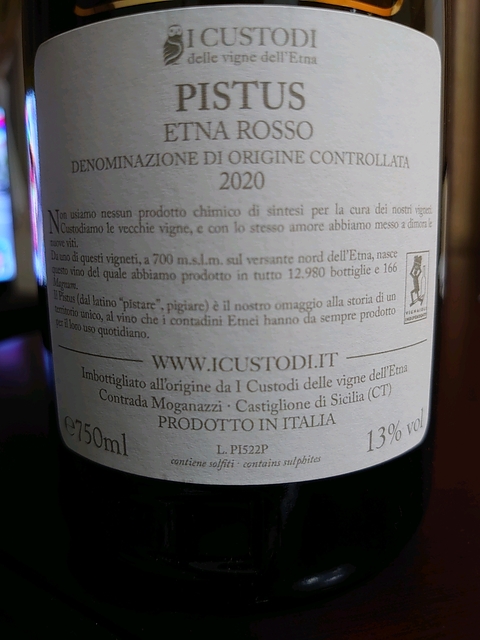 I CUSTODI
delle vigne dell'Etna
PISTUS
ETNA ROSSO
DENOMINAZIONE DI ORIGINE CONTROLLATA
2020
Non usiamo nessun prodotto chimico di sintesi per la cura dei nostri vigneti
Custodiamo le vecchie vigne, e con lo stesso amore abbiamo messo a dimora le
nuove viti.
Da uno di questi vigneti, a 700 m.s.l.m. sul versante nord dell'Etna, nasce
questo vino del quale abbiamo prodotto in tutto 12.980 bottiglie e 166
Magnum.
Il Pistus (dal latino "pistare", pigiare) è il nostro omaggio alla storia di un
territorio unico, al vino che i contadini Etnei hanno da sempre prodotto
per il loro uso quotidiano.
WWW.ICUSTODI.IT
Imbottigliato all'origine da I Custodi delle vigne dell'Etna
Contrada Moganazzi · Castiglione di Sicilia (CT)
PRODOTTO IN ITALIA
e750ml
13% vol
L. PI522P
contiene solfiti · contains sulphites